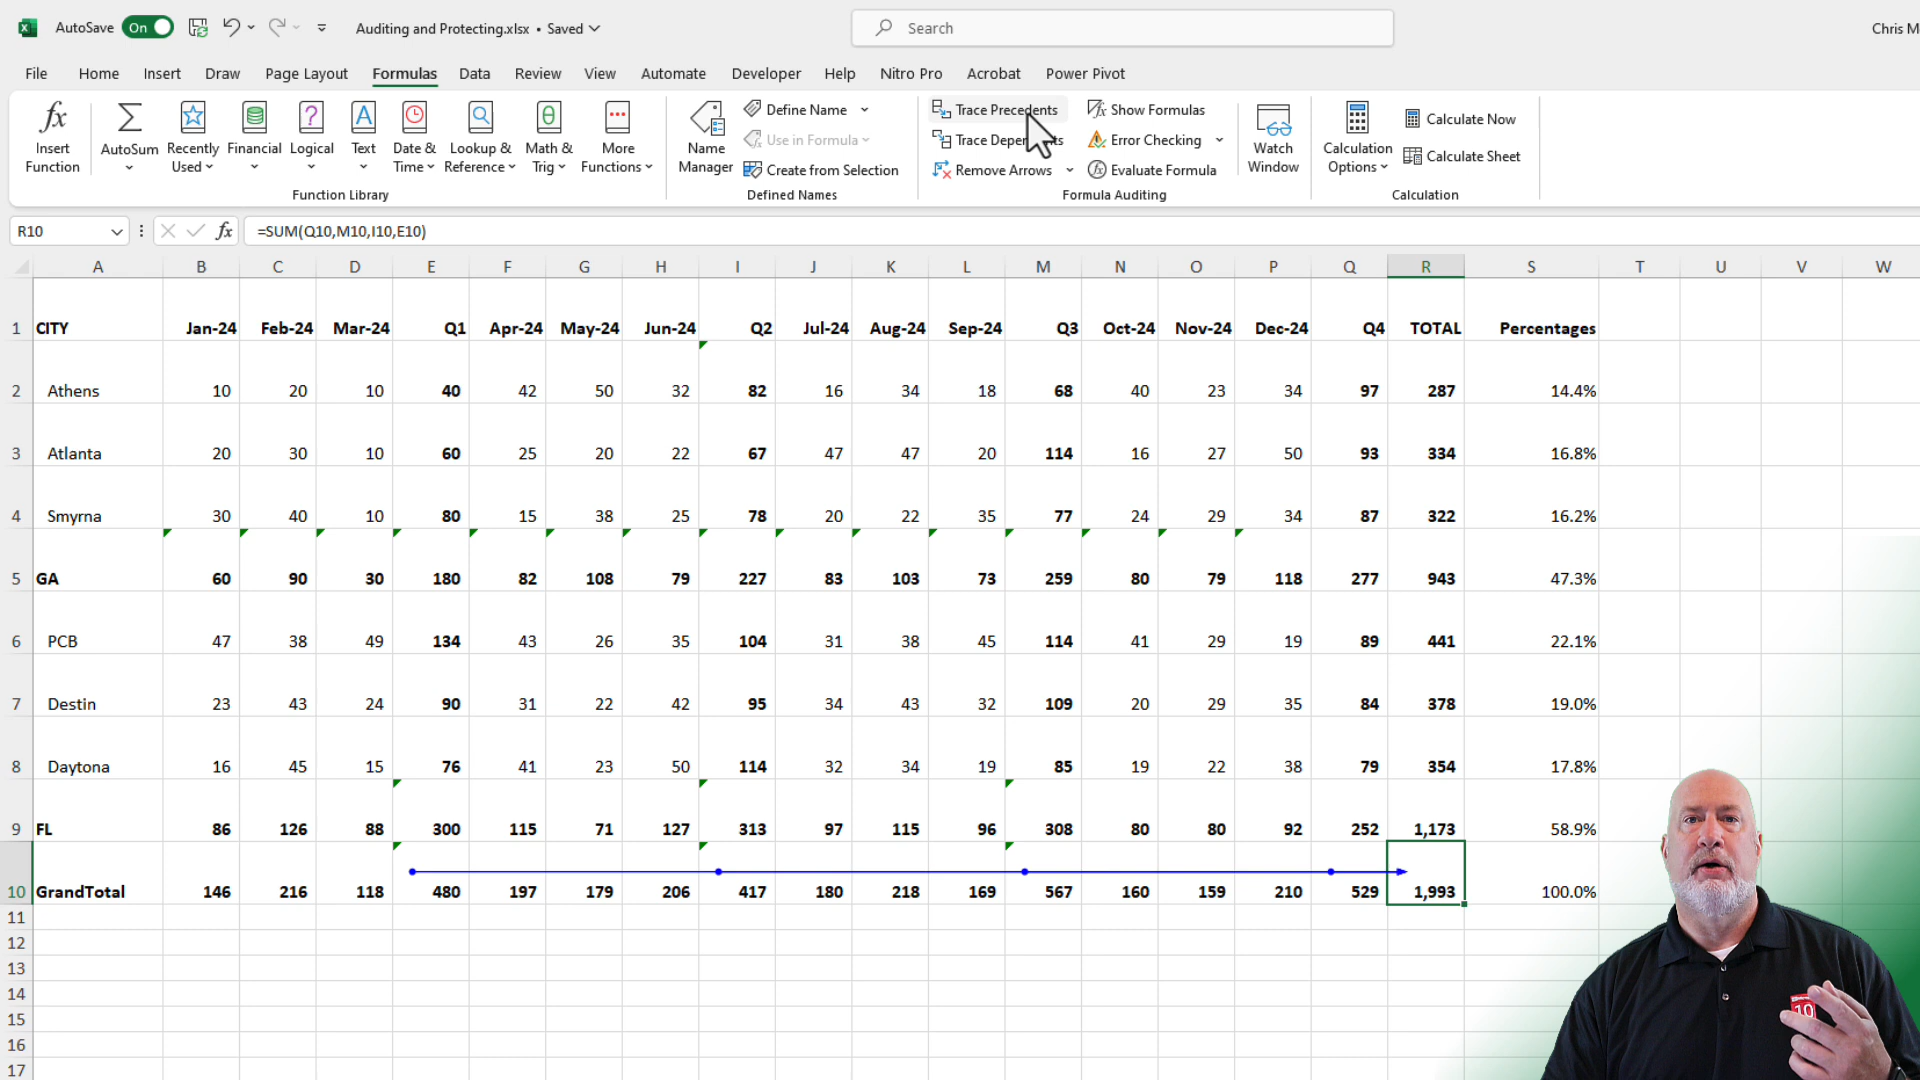 AutoSave On Auditing and Protecting.xlsx • Saved Search Chris M
File Home Insert Draw Page Layout Formulas Data Review View Automate Developer Help Nitro Pro Acrobat Power Pivot
Insert Function
AutoSum
Recently Used
Financial
Logical
Text
Date & Time
Lookup & Reference
Math & Trig
More Functions
Function Library
Name Manager
Define Name
Use in Formula
Create from Selection
Defined Names
Trace Precedents
Trace
Remove Arrows
Show Formulas
Error Checking
Evaluate Formula
Formula Auditing
Watch Window
Calculation Options
Calculate Now
Calculate Sheet
Calculation
R10 fx =SUM(Q10,M10,I10,E10)
A B C D E F G H I J K L M N O P Q R S T U V W
1 CITY Jan-24 Feb-24 Mar-24 Q1 Apr-24 May-24 Jun-24 Q2 Jul-24 Aug-24 Sep-24 Q3 Oct-24 Nov-24 Dec-24 Q4 TOTAL Percentages
2 Athens 10 20 10 40 42 50 32 82 16 34 18 68 40 23 34 97 287 14.4%
3 Atlanta 20 30 10 60 25 20 22 67 47 47 20 114 16 27 50 93 334 16.8%
4 Smyrna 30 40 10 80 15 38 25 78 20 22 35 77 24 29 34 87 322 16.2%
5 GA 60 90 30 180 82 108 79 227 83 103 73 259 80 79 118 277 943 47.3%
6 PCB 47 38 49 134 43 26 35 104 31 38 45 114 41 29 19 89 441 22.1%
7 Destin 23 43 24 90 31 22 42 95 34 43 32 109 20 29 35 84 378 19.0%
8 Daytona 16 45 15 76 41 23 50 114 32 34 19 85 19 22 38 79 354 17.8%
9 FL 86 126 88 300 115 71 127 313 97 115 96 308 80 80 92 252 1,173 58.9%
10 GrandTotal 146 216 118 480 197 179 206 417 180 218 169 567 160 159 210 529 1,993 100.0%
11
12
13
14
15
16
17
10